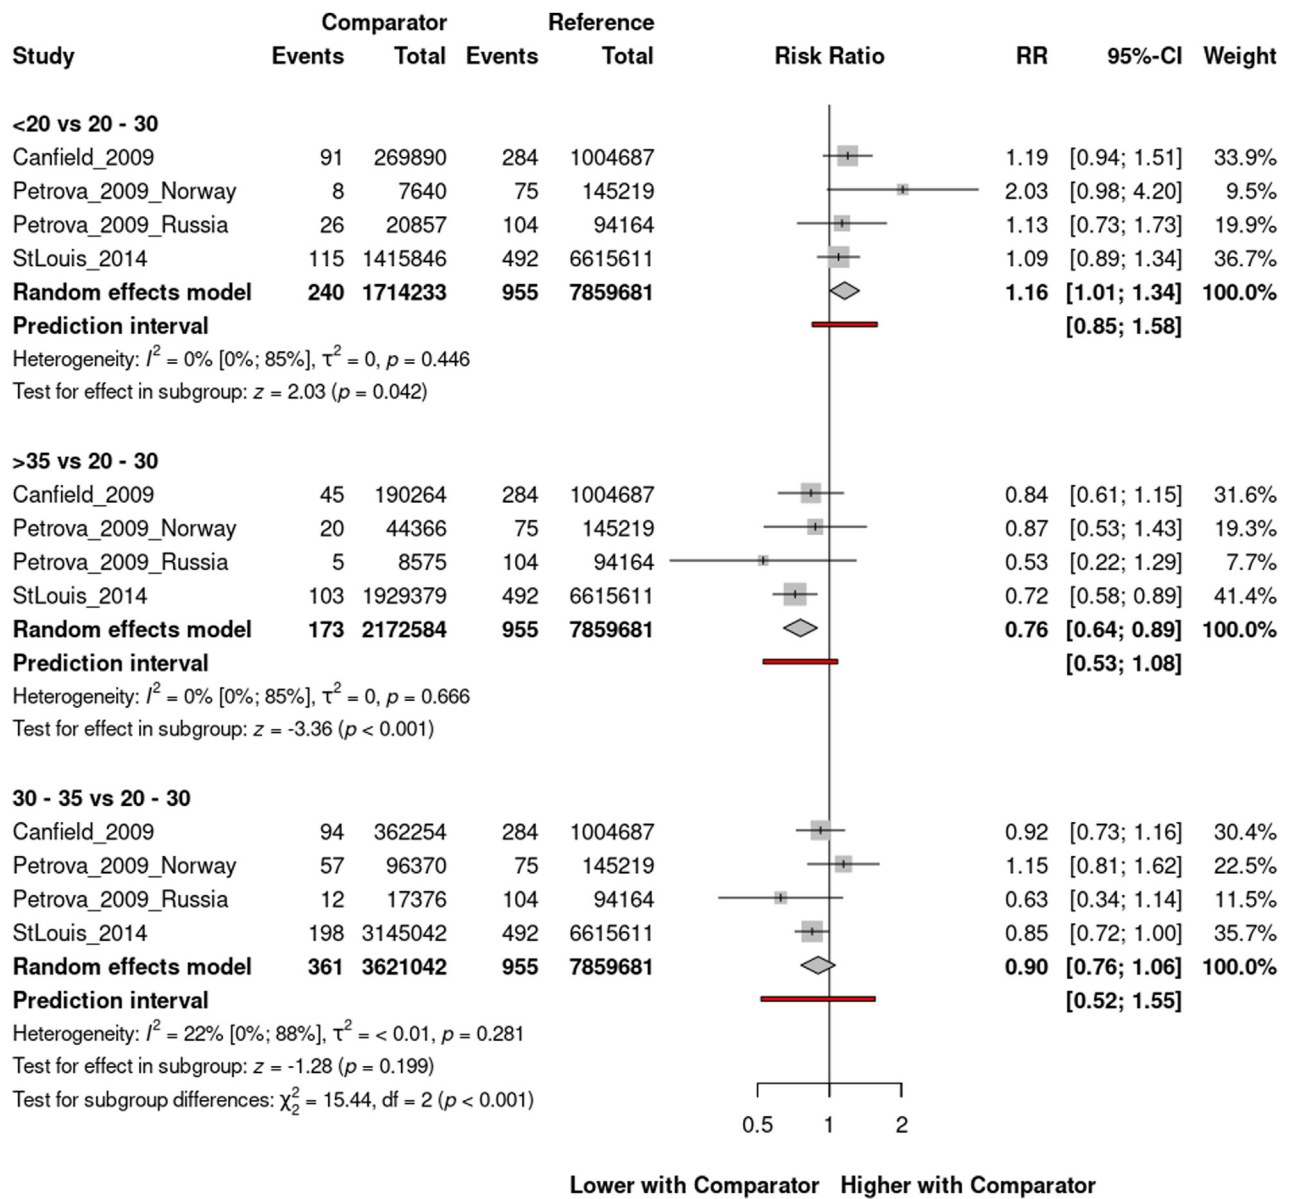 Comparator Reference
Study Events Total Events Total Risk Ratio RR 95%-CI Weight
<20 vs 20 - 30
Canfield_2009 91 269890 284 1004687 1.19 [0.94; 1.51] 33.9%
Petrova_2009_Norway 8 7640 75 145219 2.03 [0.98; 4.20] 9.5%
Petrova_2009_Russia 26 20857 104 94164 1.13 [0.73; 1.73] 19.9%
StLouis_2014 115 1415846 492 6615611 1.09 [0.89; 1.34] 36.7%
Random effects model 240 1714233 955 7859681 1.16 [1.01; 1.34] 100.0%
Prediction interval [0.85; 1.58]
Heterogeneity: I² = 0% [0%; 85%], τ² = 0, p = 0.446
Test for effect in subgroup: z = 2.03 (p = 0.042)
>35 vs 20 - 30
Canfield_2009 45 190264 284 1004687 0.84 [0.61; 1.15] 31.6%
Petrova_2009_Norway 20 44366 75 145219 0.87 [0.53; 1.43] 19.3%
Petrova_2009_Russia 5 8575 104 94164 0.53 [0.22; 1.29] 7.7%
StLouis_2014 103 1929379 492 6615611 0.72 [0.58; 0.89] 41.4%
Random effects model 173 2172584 955 7859681 0.76 [0.64; 0.89] 100.0%
Prediction interval [0.53; 1.08]
Heterogeneity: I² = 0% [0%; 85%], τ² = 0, p = 0.666
Test for effect in subgroup: z = -3.36 (p < 0.001)
30 - 35 vs 20 - 30
Canfield_2009 94 362254 284 1004687 0.92 [0.73; 1.16] 30.4%
Petrova_2009_Norway 57 96370 75 145219 1.15 [0.81; 1.62] 22.5%
Petrova_2009_Russia 12 17376 104 94164 0.63 [0.34; 1.14] 11.5%
StLouis_2014 198 3145042 492 6615611 0.85 [0.72; 1.00] 35.7%
Random effects model 361 3621042 955 7859681 0.90 [0.76; 1.06] 100.0%
Prediction interval [0.52; 1.55]
Heterogeneity: I² = 22% [0%; 88%], τ² = < 0.01, p = 0.281
Test for effect in subgroup: z = -1.28 (p = 0.199)
Test for subgroup differences: χ²₂ = 15.44, df = 2 (p < 0.001)
0.5 1 2
Lower with Comparator Higher with Comparator